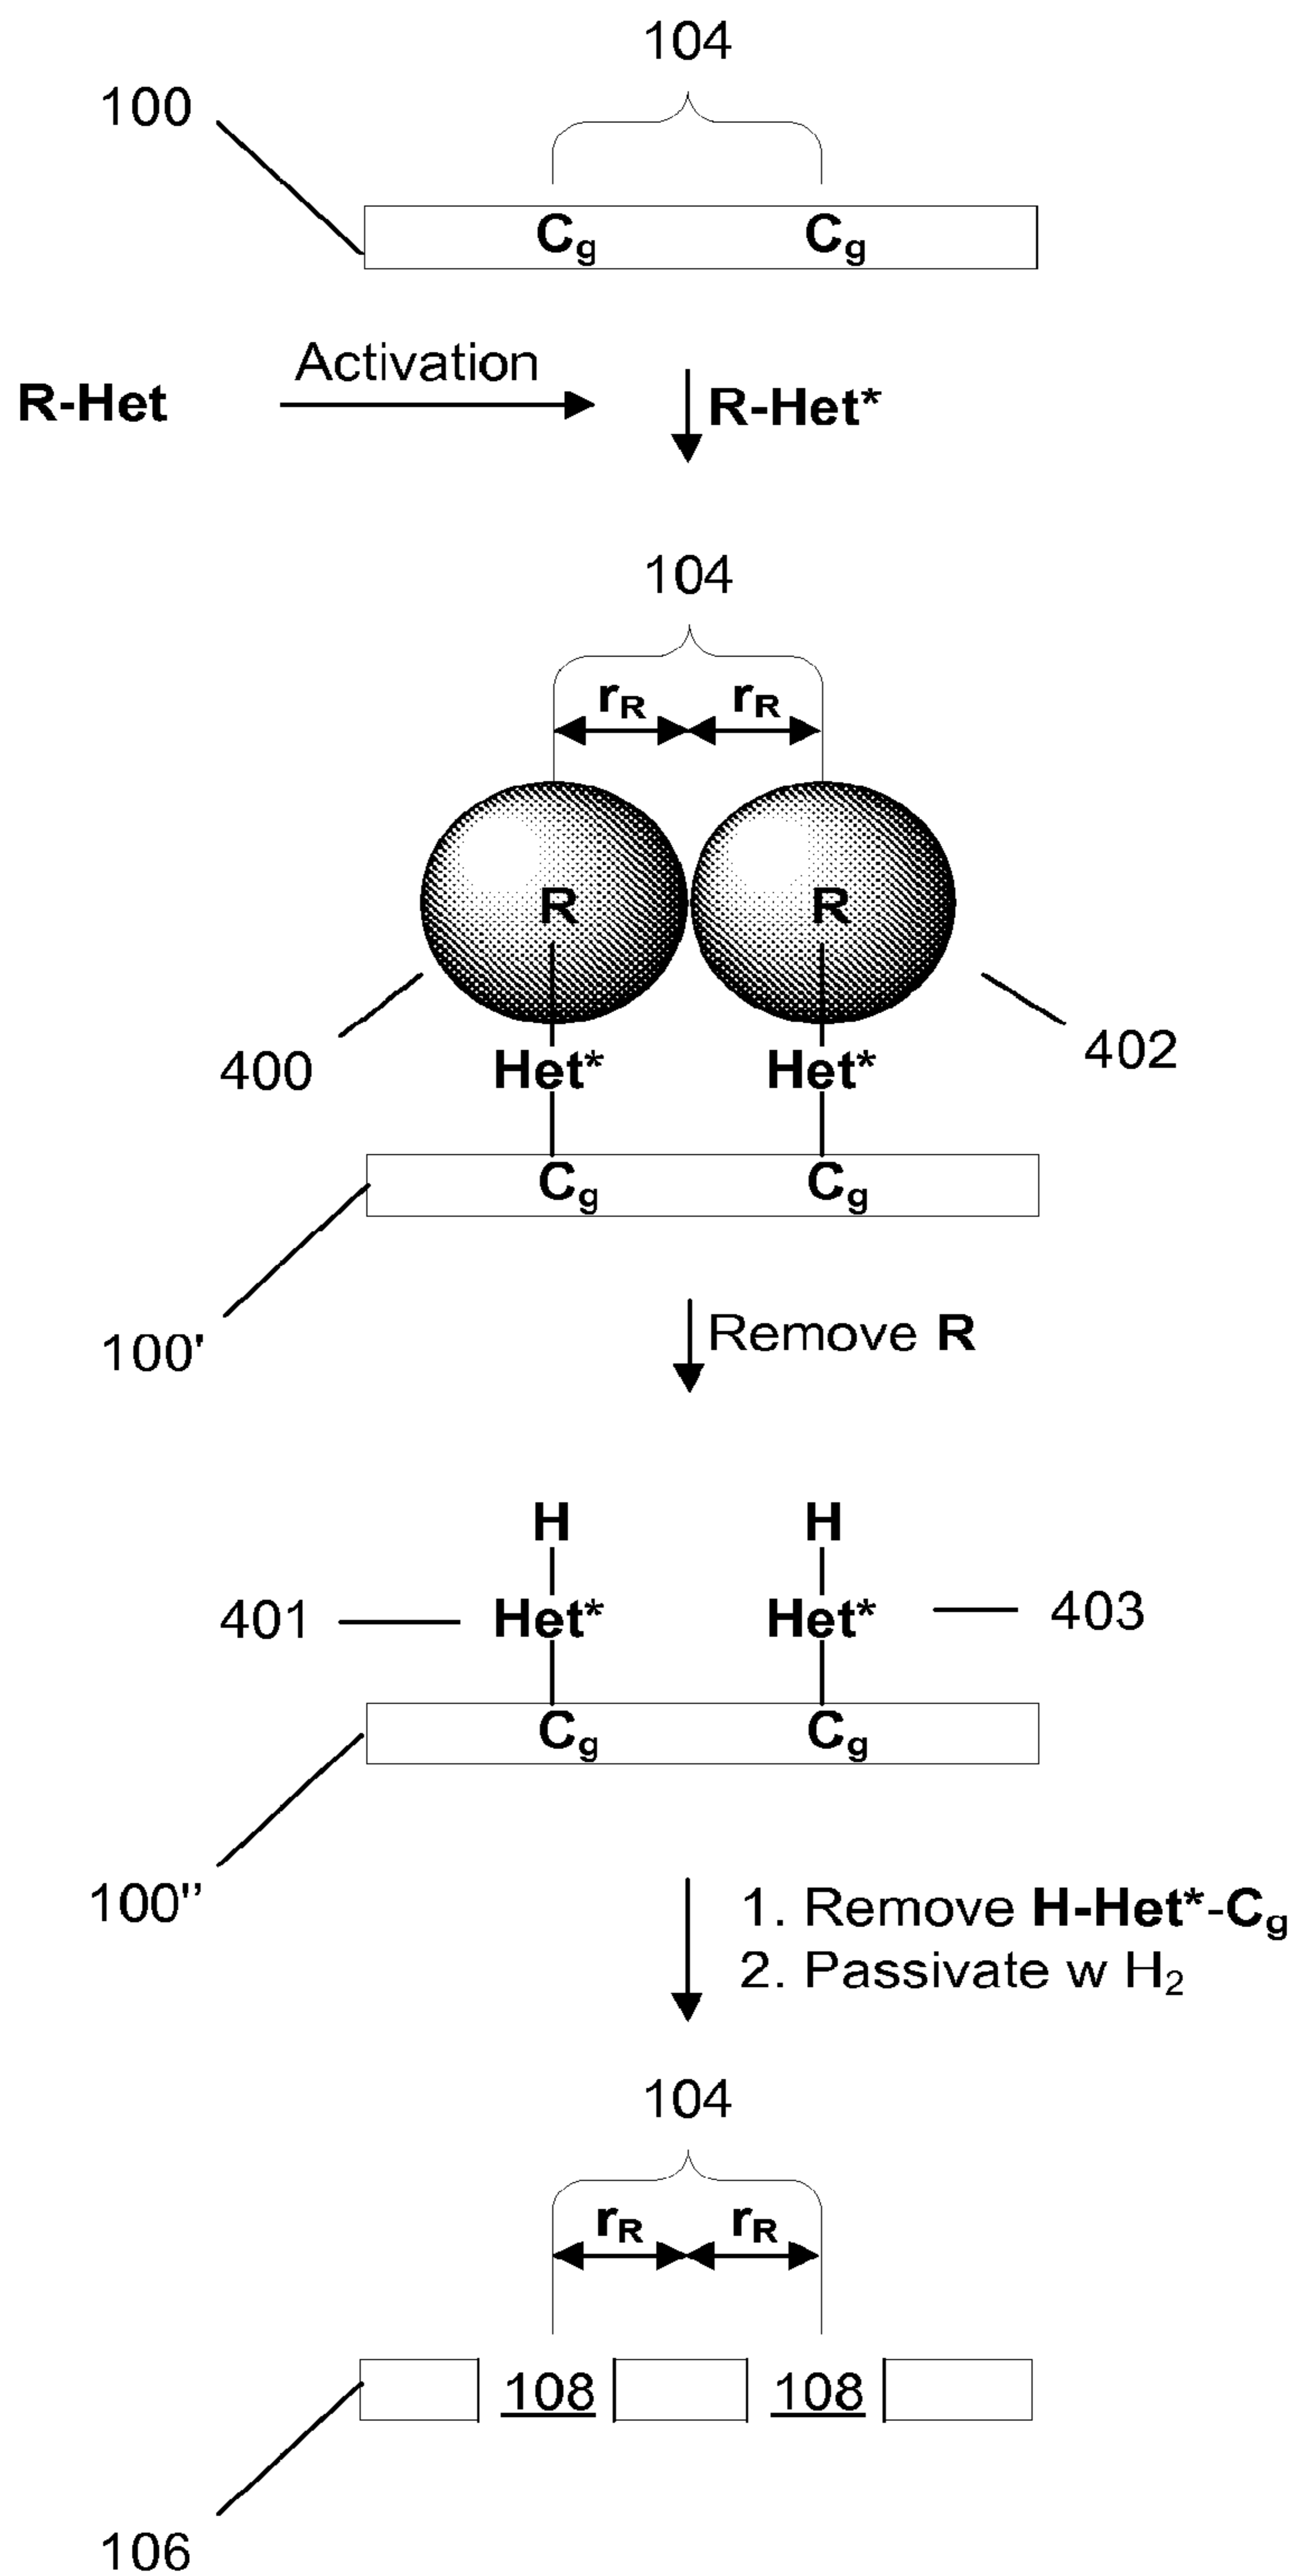 104
100
Cg Cg
Activation
R-Het R-Het*
104
rR rR
R R
400 402
Het* Het*
Cg Cg
100'
Remove R
H H
401 Het* Het* 403
Cg Cg
100"
1. Remove H-Het*-Cg
2. Passivate w H2
104
rR rR
108 108
106